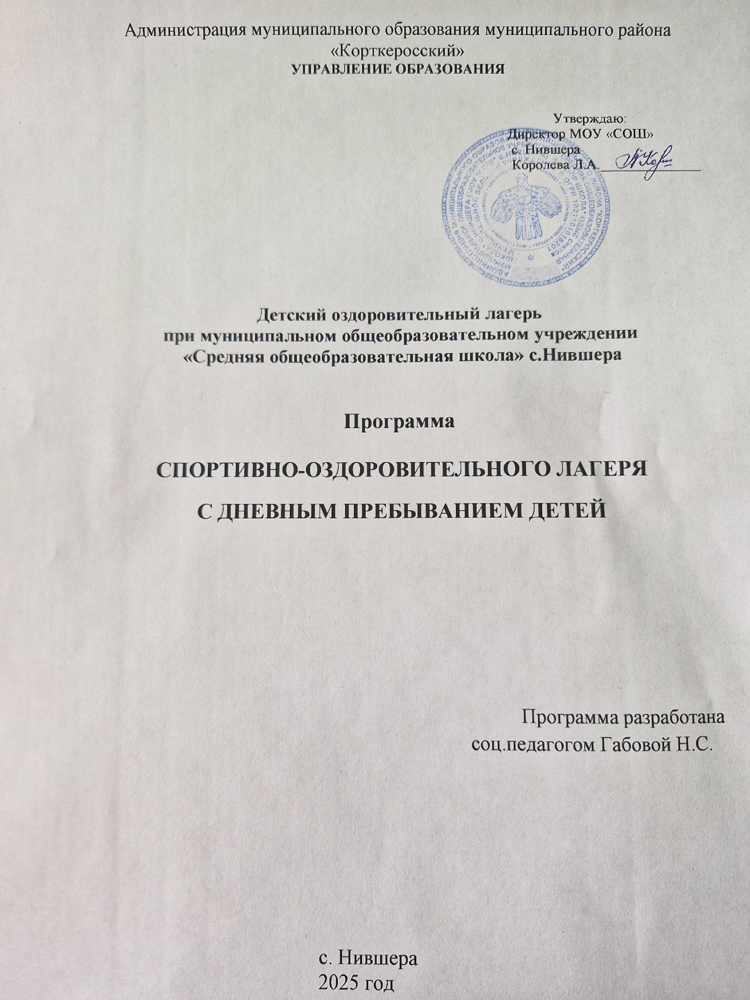 Администрация муниципального образования муниципального района
«Корткеросский»
УПРАВЛЕНИЕ ОБРАЗОВАНИЯ
Утверждаю:
Директор МОУ «СОШ»
с. Нившера
Королева Л.А.
Детский оздоровительный лагерь
при муниципальном общеобразовательном учреждении
«Средняя общеобразовательная школа» с.Нившера
Программа
СПОРТИВНО-ОЗДОРОВИТЕЛЬНОГО ЛАГЕРЯ
С ДНЕВНЫМ ПРЕБЫВАНИЕМ ДЕТЕЙ
Программа разработана
соц.педагогом Габовой Н.С.
с. Нившера
2025 год